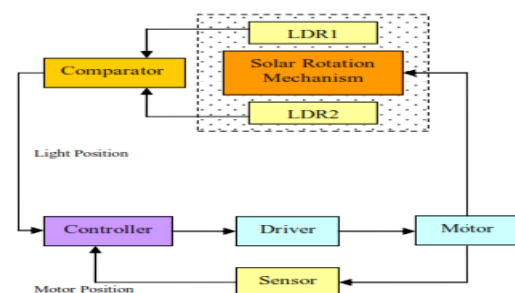 LDR1
Comparator
Solar Rotation
Mechanism
LDR2
Light Position
Controller
Driver
Motor
Sensor
Motor Position